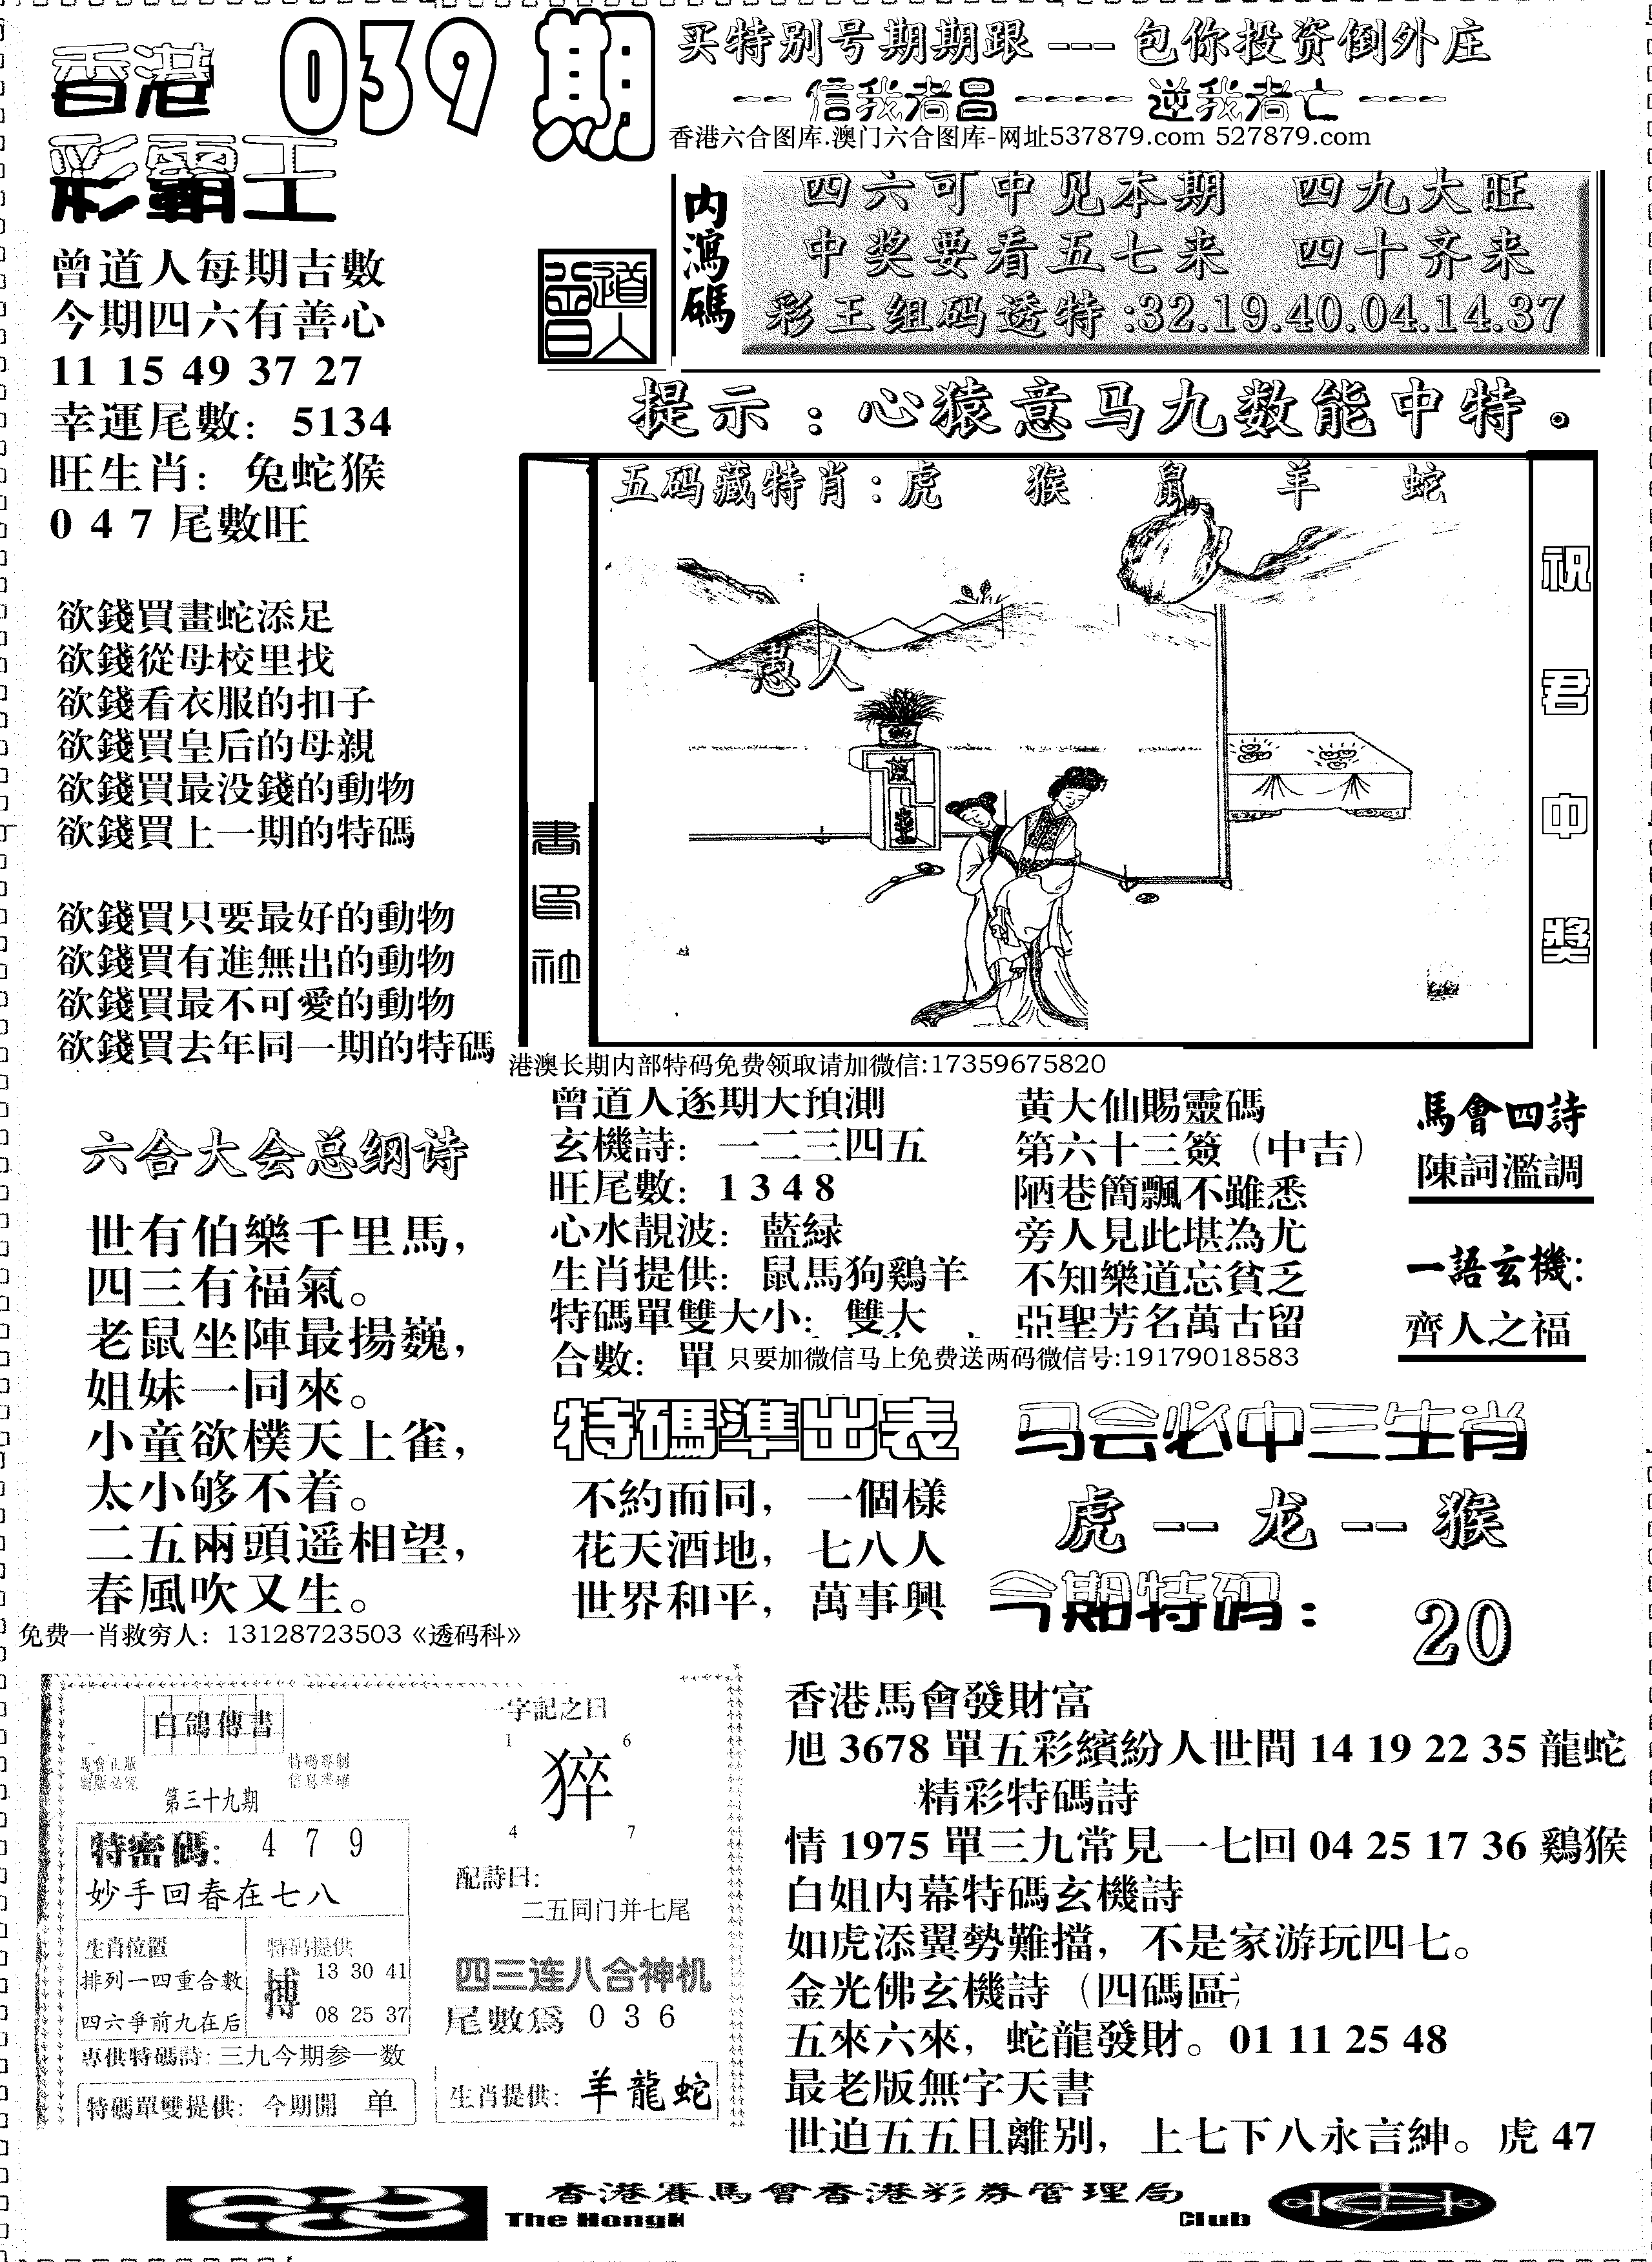 香港
彩霸王
039期
买特别号期期跟---包你投资倒外庄
--信我者昌----逆我者亡---
香港六合图库.澳门六合图库-网址537879.com 527879.com
曾道人
内瀉碼
四六可中见本期 四九大旺
中奖要看五七来 四十齐来
彩王组码透特:32.19.40.04.14.37
提示:心猿意马九数能中特。
曾道人每期吉數
今期四六有善心
11 15 49 37 27
幸運尾數: 5134
旺生肖: 兔蛇猴
0 4 7 尾數旺
欲錢買畫蛇添足
欲錢從母校里找
欲錢看衣服的扣子
欲錢買皇后的母親
欲錢買最没錢的動物
欲錢買上一期的特碼
欲錢買只要最好的動物
欲錢買有進無出的動物
欲錢買最不可愛的動物
欲錢買去年同一期的特碼
五码藏特肖:虎 猴 鼠 羊 蛇
愚人
祝君中獎
港澳长期内部特码免费领取请加微信:17359675820
六合大会总纲诗
世有伯樂千里馬,
四三有福氣。
老鼠坐陣最揚巍,
姐妹一同來。
小童欲樸天上雀,
太小够不着。
二五兩頭遥相望,
春風吹又生。
免费一肖救穷人: 13128723503《透码科》
曾道人逐期大預測
玄機詩: 一二三四五
旺尾數: 1 3 4 8
心水靚波: 藍緑
生肖提供: 鼠馬狗鷄羊
特碼單雙大小: 雙大
合數: 單
只要加微信马上免费送两码微信号:19179018583
黄大仙賜靈碼
第六十三簽(中吉)
陋巷簡飄不雖悉
旁人見此堪為尤
不知樂道忘貧乏
亞聖芳名萬古留
馬會四詩
陳詞濫調
一語玄機:
齊人之福
特碼準出表
不約而同, 一個樣
花天酒地, 七八人
世界和平, 萬事興
马会必中三生肖
虎--龙--猴
今期特码: 20
白鴿傳書
第三十九期
特密碼: 4 7 9
妙手回春在七八
生肖位置
排列一四重合數
四六爭前九在后
特码提供
博
13 30 41
08 25 37
專供特碼詩:三九今期参一数
特碼單雙提供: 今期開 单
一字記之曰
1 6
猝
4 7
配詩曰:
二五同门并七尾
四三连八合神机
尾數爲 0 3 6
生肖提供: 羊龍蛇
香港馬會發財富
旭 3678 單五彩繽紛人世間 14 19 22 35 龍蛇
精彩特碼詩
情 1975 單三九常見一七回 04 25 17 36 鷄猴
白姐内幕特碼玄機詩
如虎添翼勢難擋, 不是家游玩四七。
金光佛玄機詩(四碼區
五來六來, 蛇龍發財。01 11 25 48
最老版無字天書
世迫五五且離别, 上七下八永言紳。虎 47
香港賽馬會香港彩券管理局
The HongK
Club